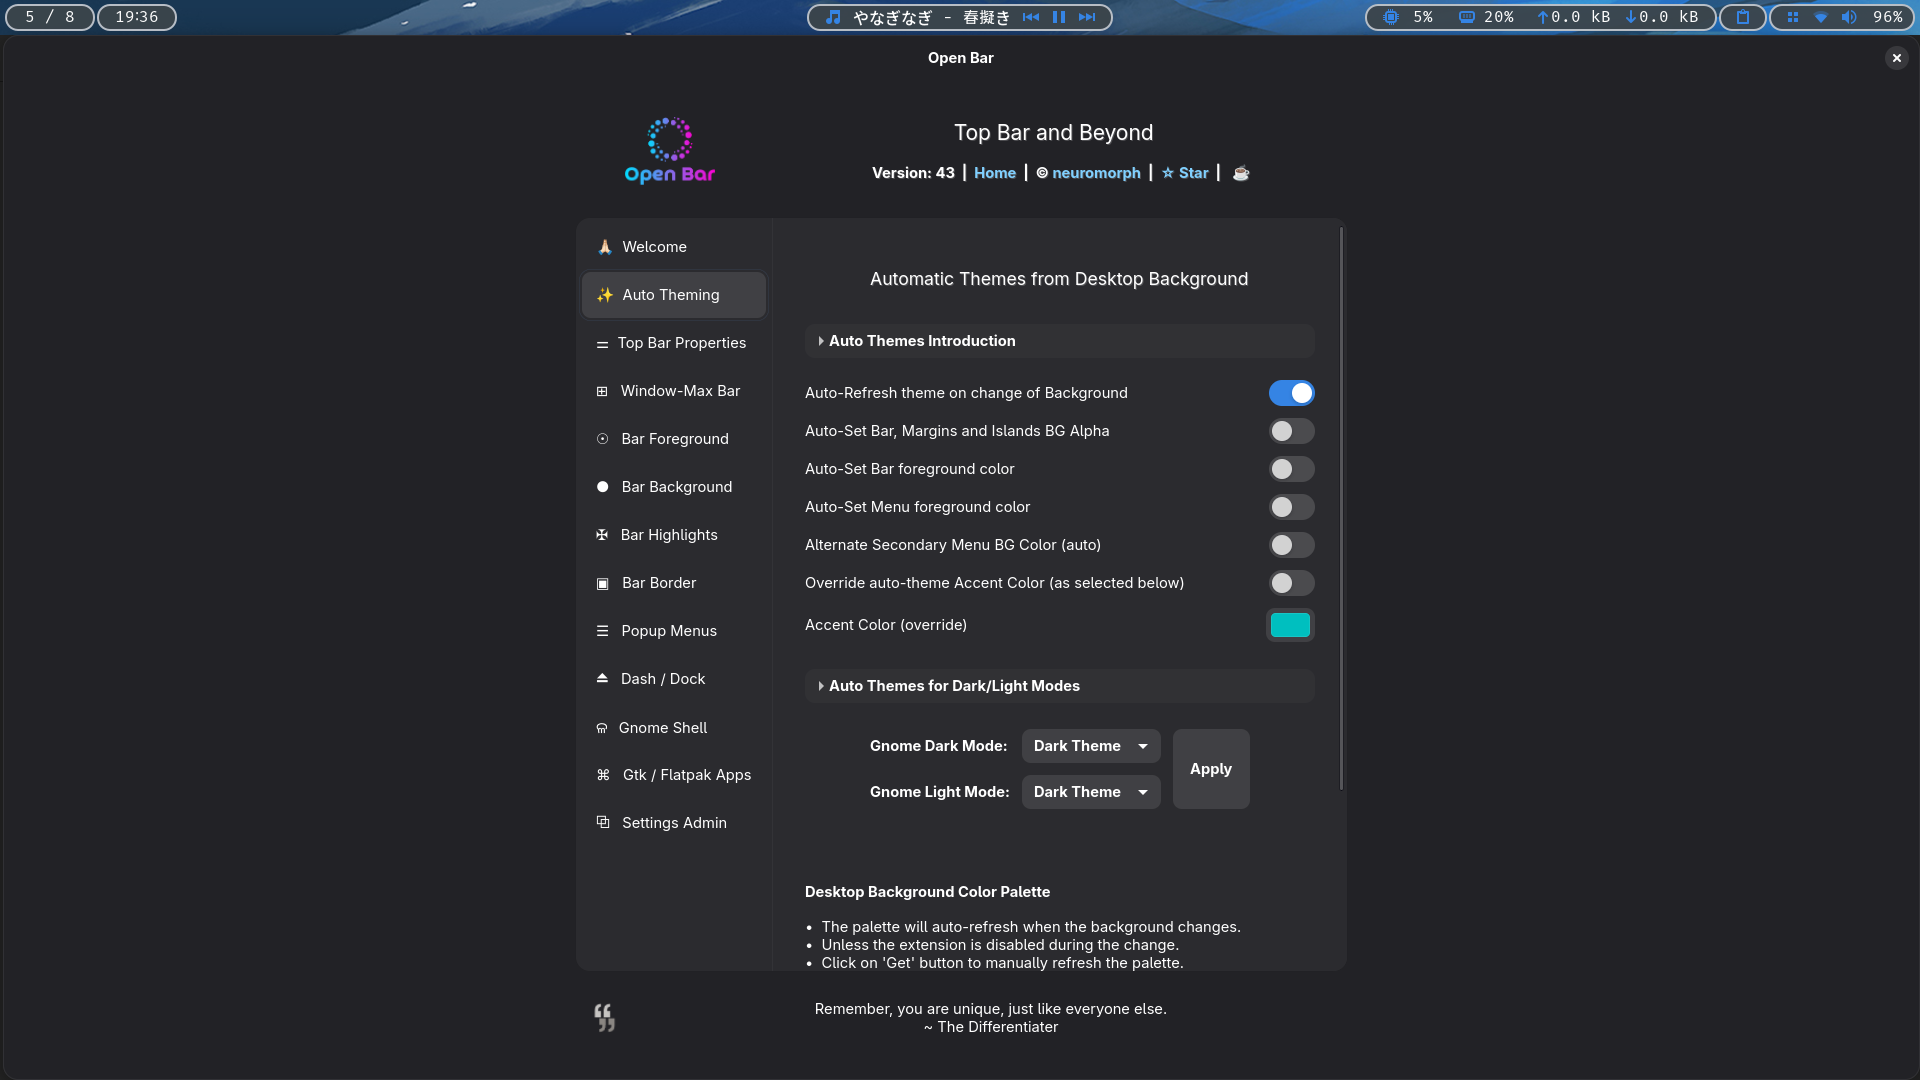 5 / 8
19:36
やなぎなぎ - 春擬き
5%
20%
↑0.0 kB ↓0.0 kB
96%
Open Bar
Open Bar
Top Bar and Beyond
Version: 43 | Home | © neuromorph | ☆ Star | ☕
Welcome
Auto Theming
Top Bar Properties
Window-Max Bar
Bar Foreground
Bar Background
Bar Highlights
Bar Border
Popup Menus
Dash / Dock
Gnome Shell
Gtk / Flatpak Apps
Settings Admin
Automatic Themes from Desktop Background
Auto Themes Introduction
Auto-Refresh theme on change of Background
Auto-Set Bar, Margins and Islands BG Alpha
Auto-Set Bar foreground color
Auto-Set Menu foreground color
Alternate Secondary Menu BG Color (auto)
Override auto-theme Accent Color (as selected below)
Accent Color (override)
Auto Themes for Dark/Light Modes
Gnome Dark Mode: Dark Theme
Gnome Light Mode: Dark Theme
Apply
Desktop Background Color Palette
• The palette will auto-refresh when the background changes.
• Unless the extension is disabled during the change.
• Click on 'Get' button to manually refresh the palette.
Remember, you are unique, just like everyone else.
~ The Differentiater